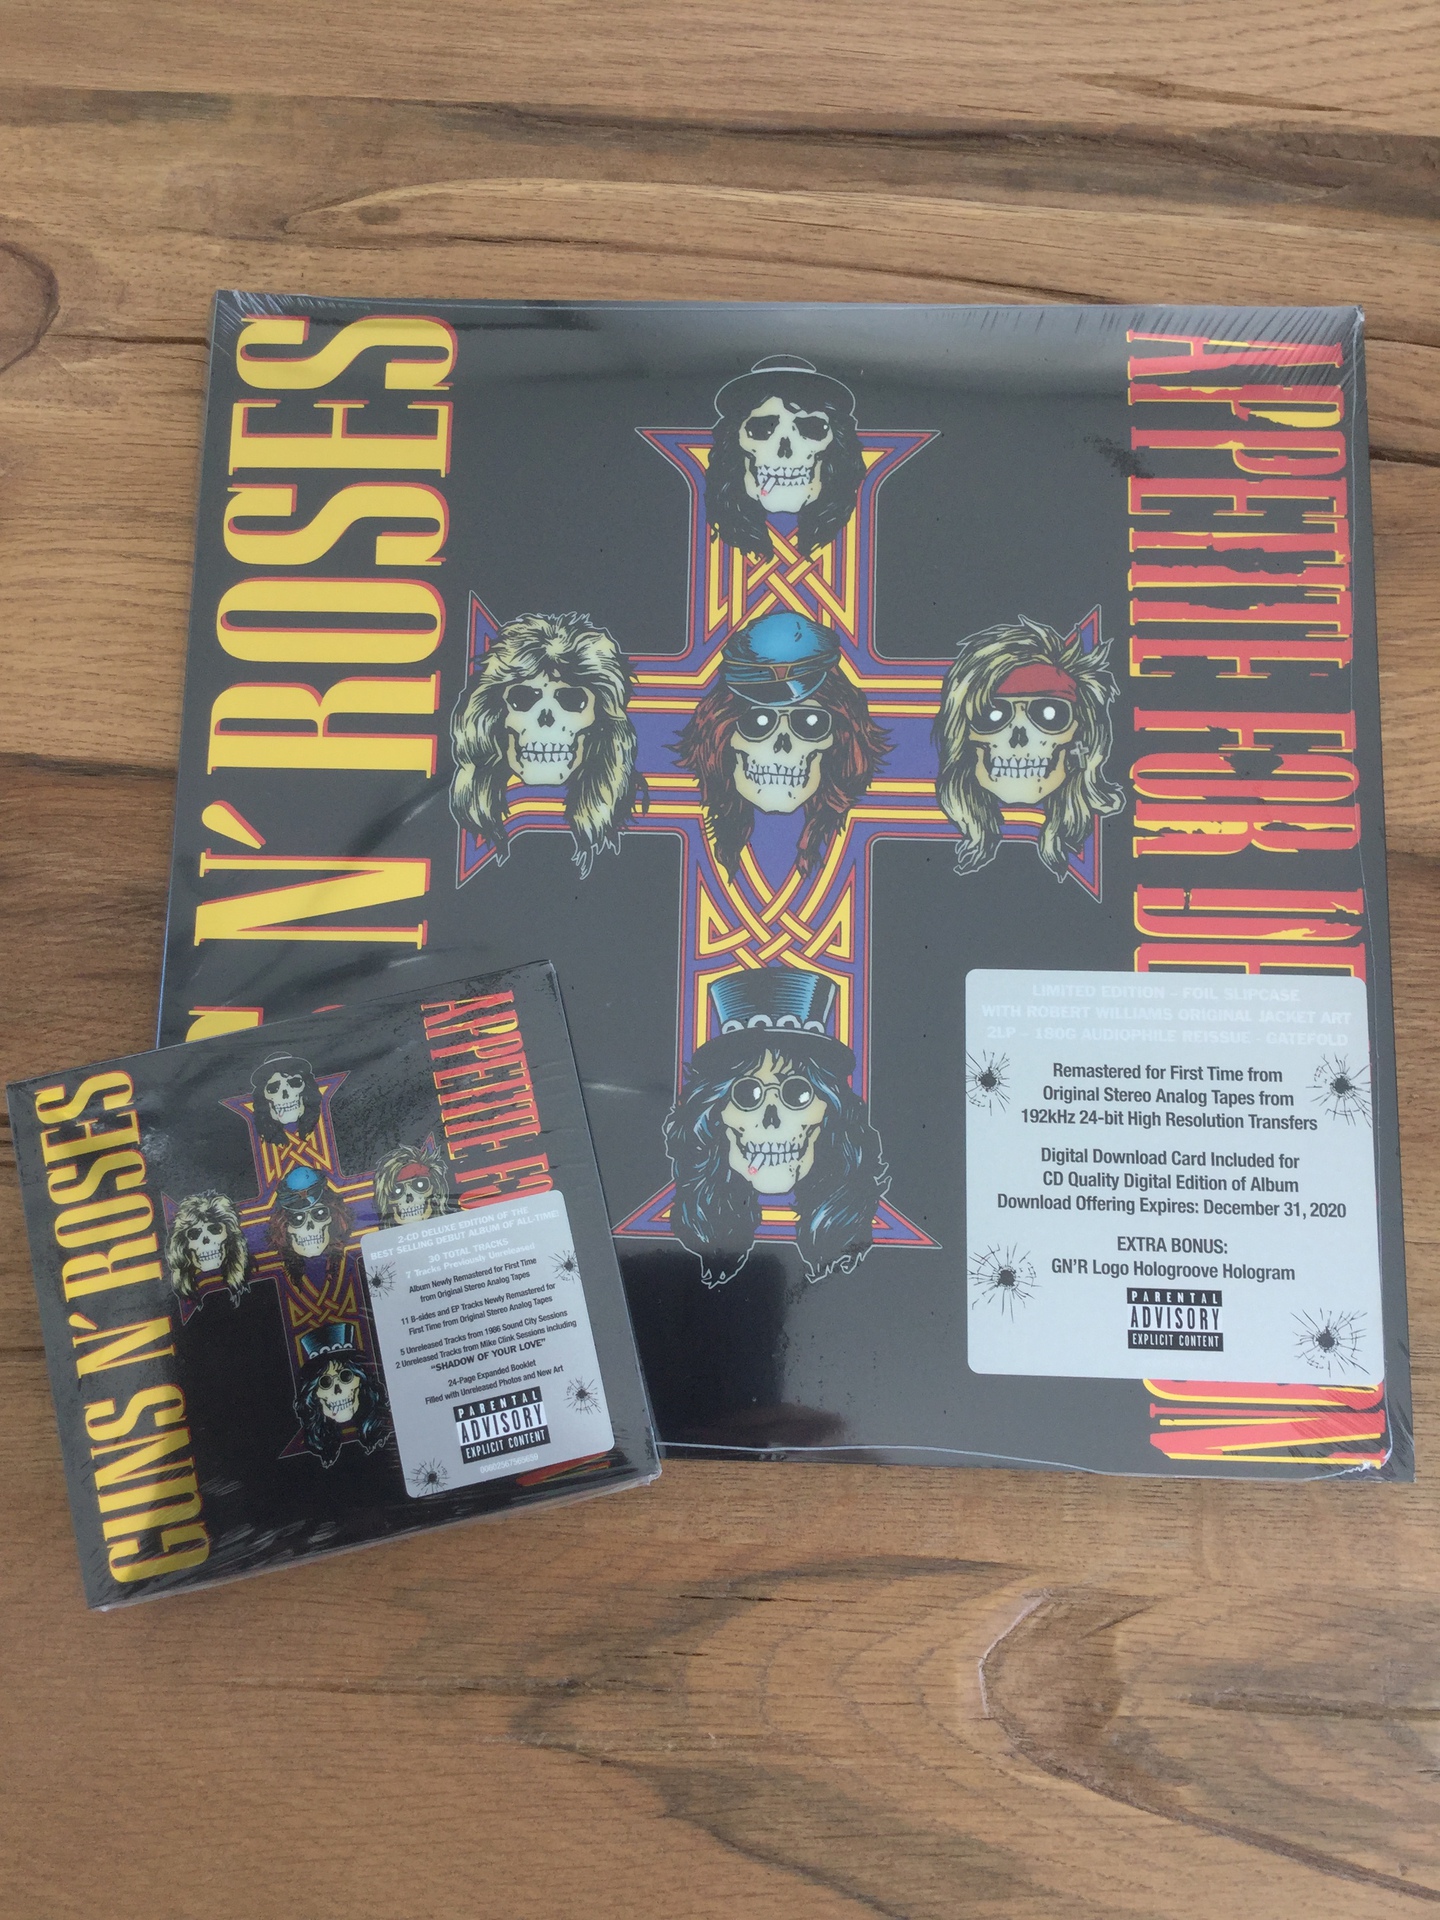 GUNS N' ROSES
APPETITE FOR DE
ON
LIMITED EDITION – FOIL SLIPCASE
WITH ROBERT WILLIAMS ORIGINAL JACKET ART
2LP – 180G AUDIOPHILE REISSUE - GATEFOLD
Remastered for First Time from
Original Stereo Analog Tapes from
192kHz 24-bit High Resolution Transfers
Digital Download Card Included for
CD Quality Digital Edition of Album
Download Offering Expires: December 31, 2020
EXTRA BONUS:
GN'R Logo Hologroove Hologram
PARENTAL
ADVISORY
EXPLICIT CONTENT
S N' ROSES
APPETITE FO
2-CD DELUXE EDITION OF THE
BEST SELLING DEBUT ALBUM OF ALL-TIME!
30 TOTAL TRACKS
7 Tracks Previously Unreleased
Album Newly Remastered for First Time
from Original Stereo Analog Tapes
11 B-sides and EP Tracks Newly Remastered for
First Time from Original Stereo Analog Tapes
5 Unreleased Tracks from 1986 Sound City Sessions
2 Unreleased Tracks from Mike Clink Sessions including
"SHADOW OF YOUR LOVE"
24-Page Expanded Booklet
Filled with Unreleased Photos and New Art
PARENTAL
ADVISORY
EXPLICIT CONTENT